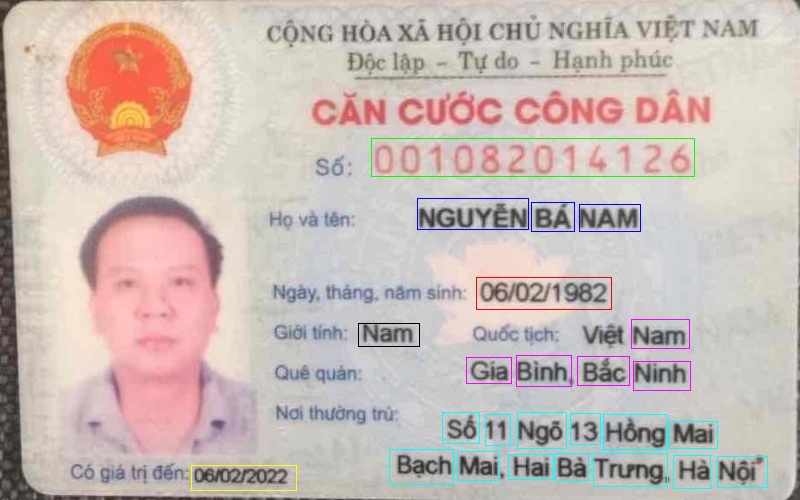 CỘNG HÒA XÃ HỘI CHỦ NGHĨA VIỆT NAM
Độc lập - Tự do - Hạnh phúc
CĂN CƯỚC CÔNG DÂN
Số: 001082014126
Họ và tên: NGUYỄN BÁ NAM
Ngày, tháng, năm sinh: 06/02/1982
Giới tính: Nam Quốc tịch: Việt Nam
Quê quán: Gia Bình, Bắc Ninh
Nơi thường trú: Số 11 Ngõ 13 Hồng Mai
Bạch Mai, Hai Bà Trưng, Hà Nội
Có giá trị đến: 06/02/2022